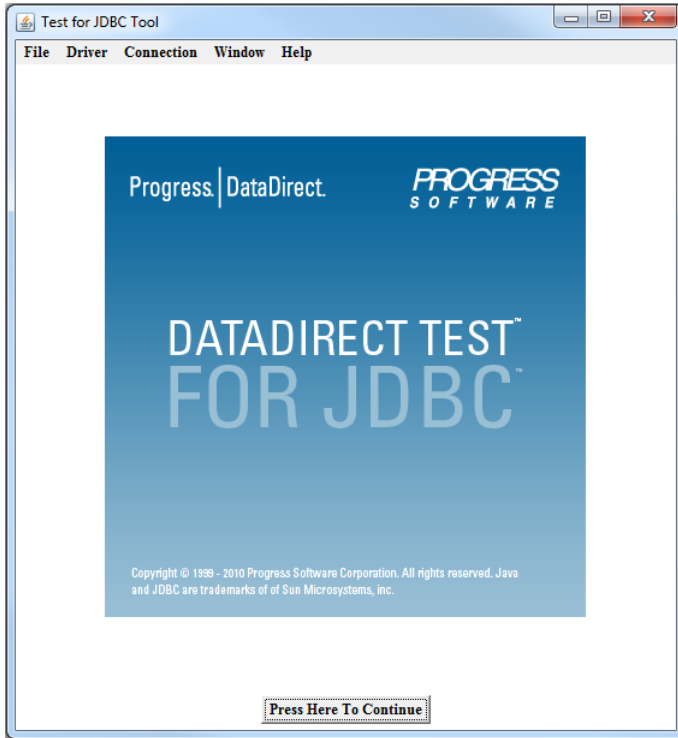 Test for JDBC Tool
File Driver Connection Window Help
Progress. | DataDirect.
PROGRESS
SOFTWARE
DATADIRECT TEST™
FOR JDBC™
Copyright © 1999 - 2010 Progress Software Corporation. All rights reserved. Java
and JDBC are trademarks of of Sun Microsystems, inc.
Press Here To Continue